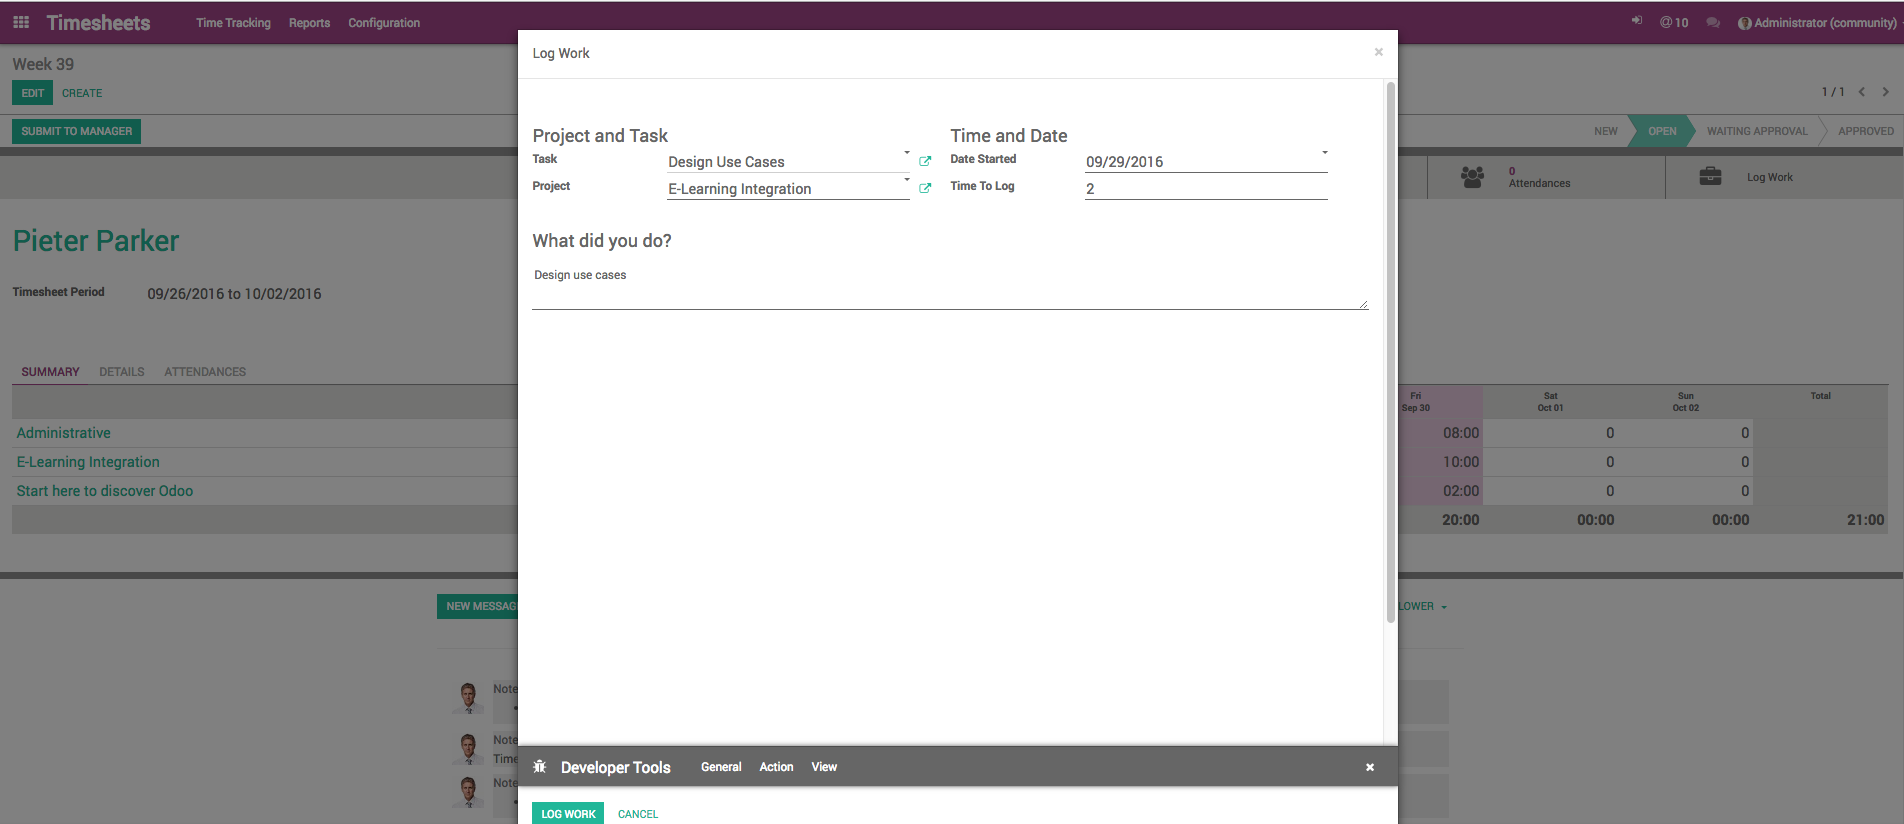 Timesheets Time Tracking Reports Configuration @ 10 Administrator (community)
Week 39
EDIT CREATE
1 / 1
SUBMIT TO MANAGER
NEW OPEN WAITING APPROVAL APPROVED
0
Attendances
Log Work
Pieter Parker
Timesheet Period 09/26/2016 to 10/02/2016
SUMMARY DETAILS ATTENDANCES
Fri Sat Sun Total
Sep 30 Oct 01 Oct 02
Administrative 08:00 0 0
E-Learning Integration 10:00 0 0
Start here to discover Odoo 02:00 0 0
20:00 00:00 00:00 21:00
NEW MESSAG
LOWER
Note
Note
Time
Note
Log Work ×
Project and Task
Task Design Use Cases
Project E-Learning Integration
Time and Date
Date Started 09/29/2016
Time To Log 2
What did you do?
Design use cases
Developer Tools General Action View ×
LOG WORK CANCEL